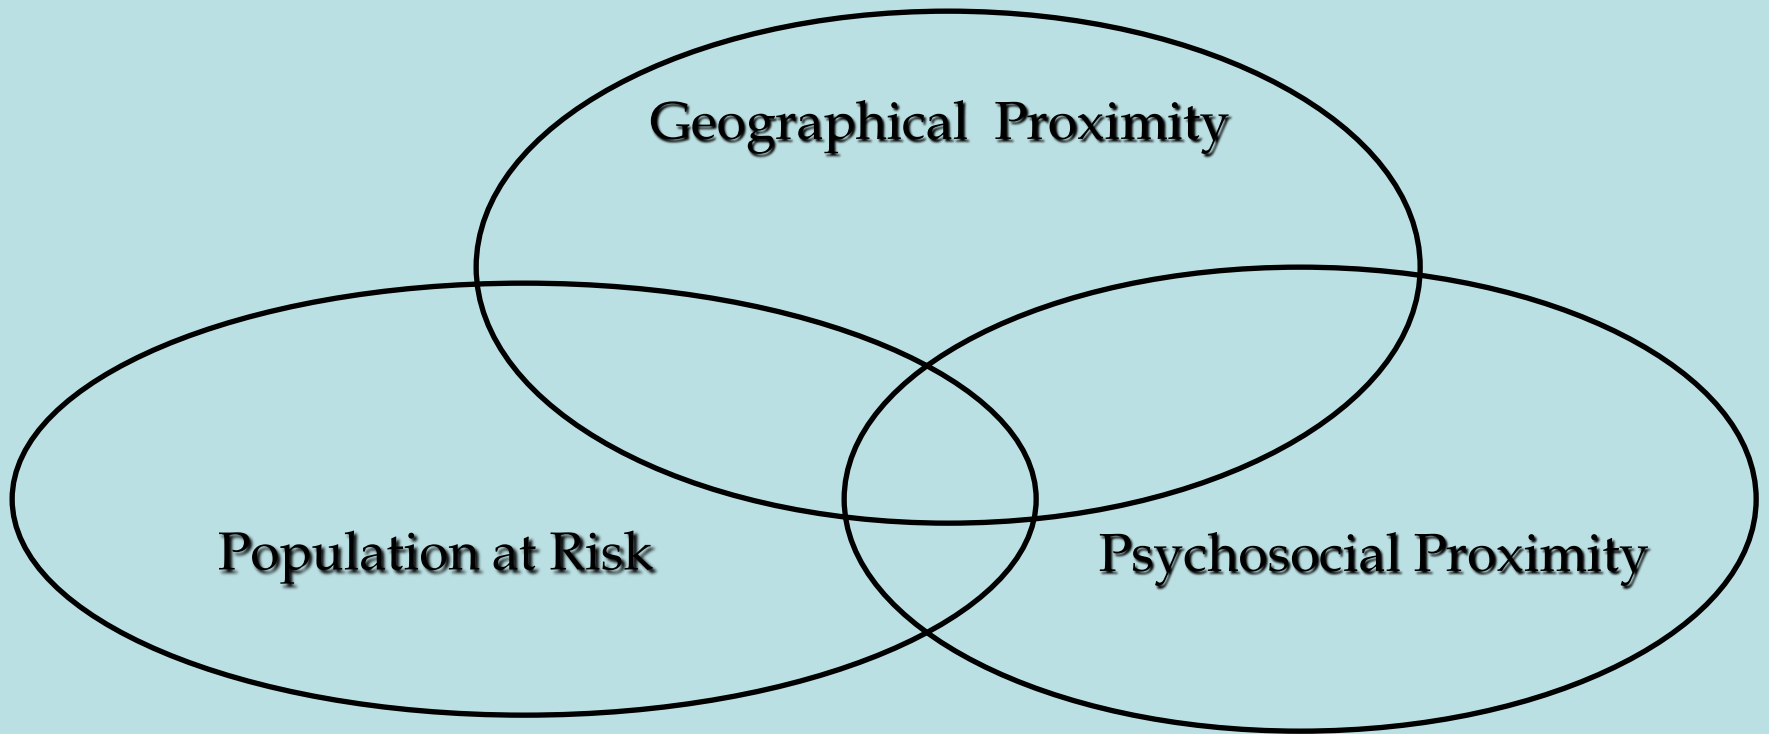 Geographical Proximity
Population at Risk
Psychosocial Proximity